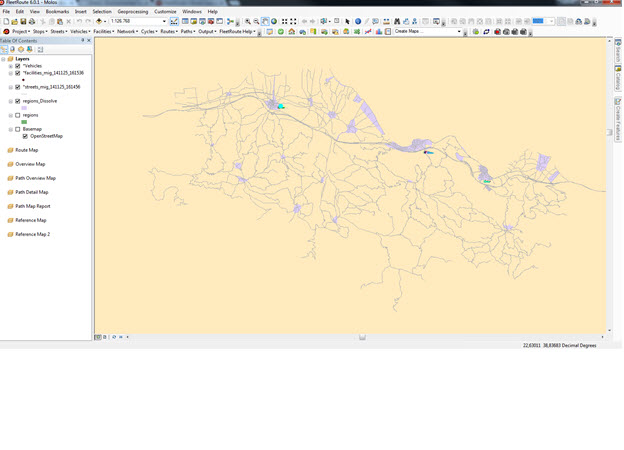 FleetRoute 6.0.1 - Molos
File Edit View Bookmarks Insert Selection Geoprocessing Customize Windows Help
1:126.768
Project Stops Streets Vehicles Facilities Network Cycles Routes Paths Output FleetRoute Help Create Maps ...
Table Of Contents
Layers
*Vehicles
*Facilities_mig_141125_161536
*streets_mig_141125_161456
regions_Dissolve
regions
Basemap
OpenStreetMap
Route Map
Overview Map
Path Overview Map
Path Detail Map
Path Map Report
Reference Map
Reference Map 2
Search
Catalog
Create Features
22,63011 38,83683 Decimal Degrees